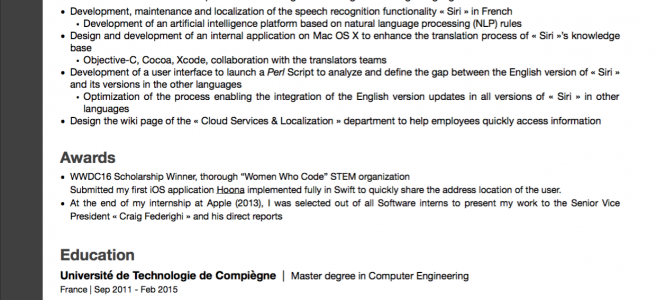 • Development, maintenance and localization of the speech recognition functionality « Siri » in French
• Development of an artificial intelligence platform based on natural language processing (NLP) rules
• Design and development of an internal application on Mac OS X to enhance the translation process of « Siri »'s knowledge
base
• Objective-C, Cocoa, Xcode, collaboration with the translators teams
• Development of a user interface to launch a Perl Script to analyze and define the gap between the English version of « Siri »
and its versions in the other languages
• Optimization of the process enabling the integration of the English version updates in all versions of « Siri » in other
languages
• Design the wiki page of the « Cloud Services & Localization » department to help employees quickly access information
Awards
• WWDC16 Scholarship Winner, thorough "Women Who Code" STEM organization
Submitted my first iOS application Hoona implemented fully in Swift to quickly share the address location of the user.
• At the end of my internship at Apple (2013), I was selected out of all Software interns to present my work to the Senior Vice
President « Craig Federighi » and his direct reports
Education
Université de Technologie de Compiègne | Master degree in Computer Engineering
France | Sep 2011 - Feb 2015